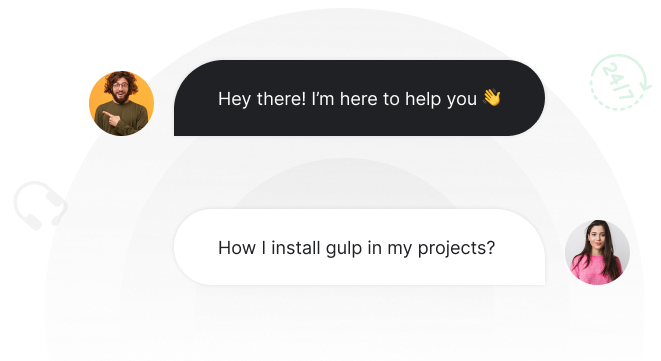 Hey there! I’m here to help you 👋
24/7
How I install gulp in my projects?